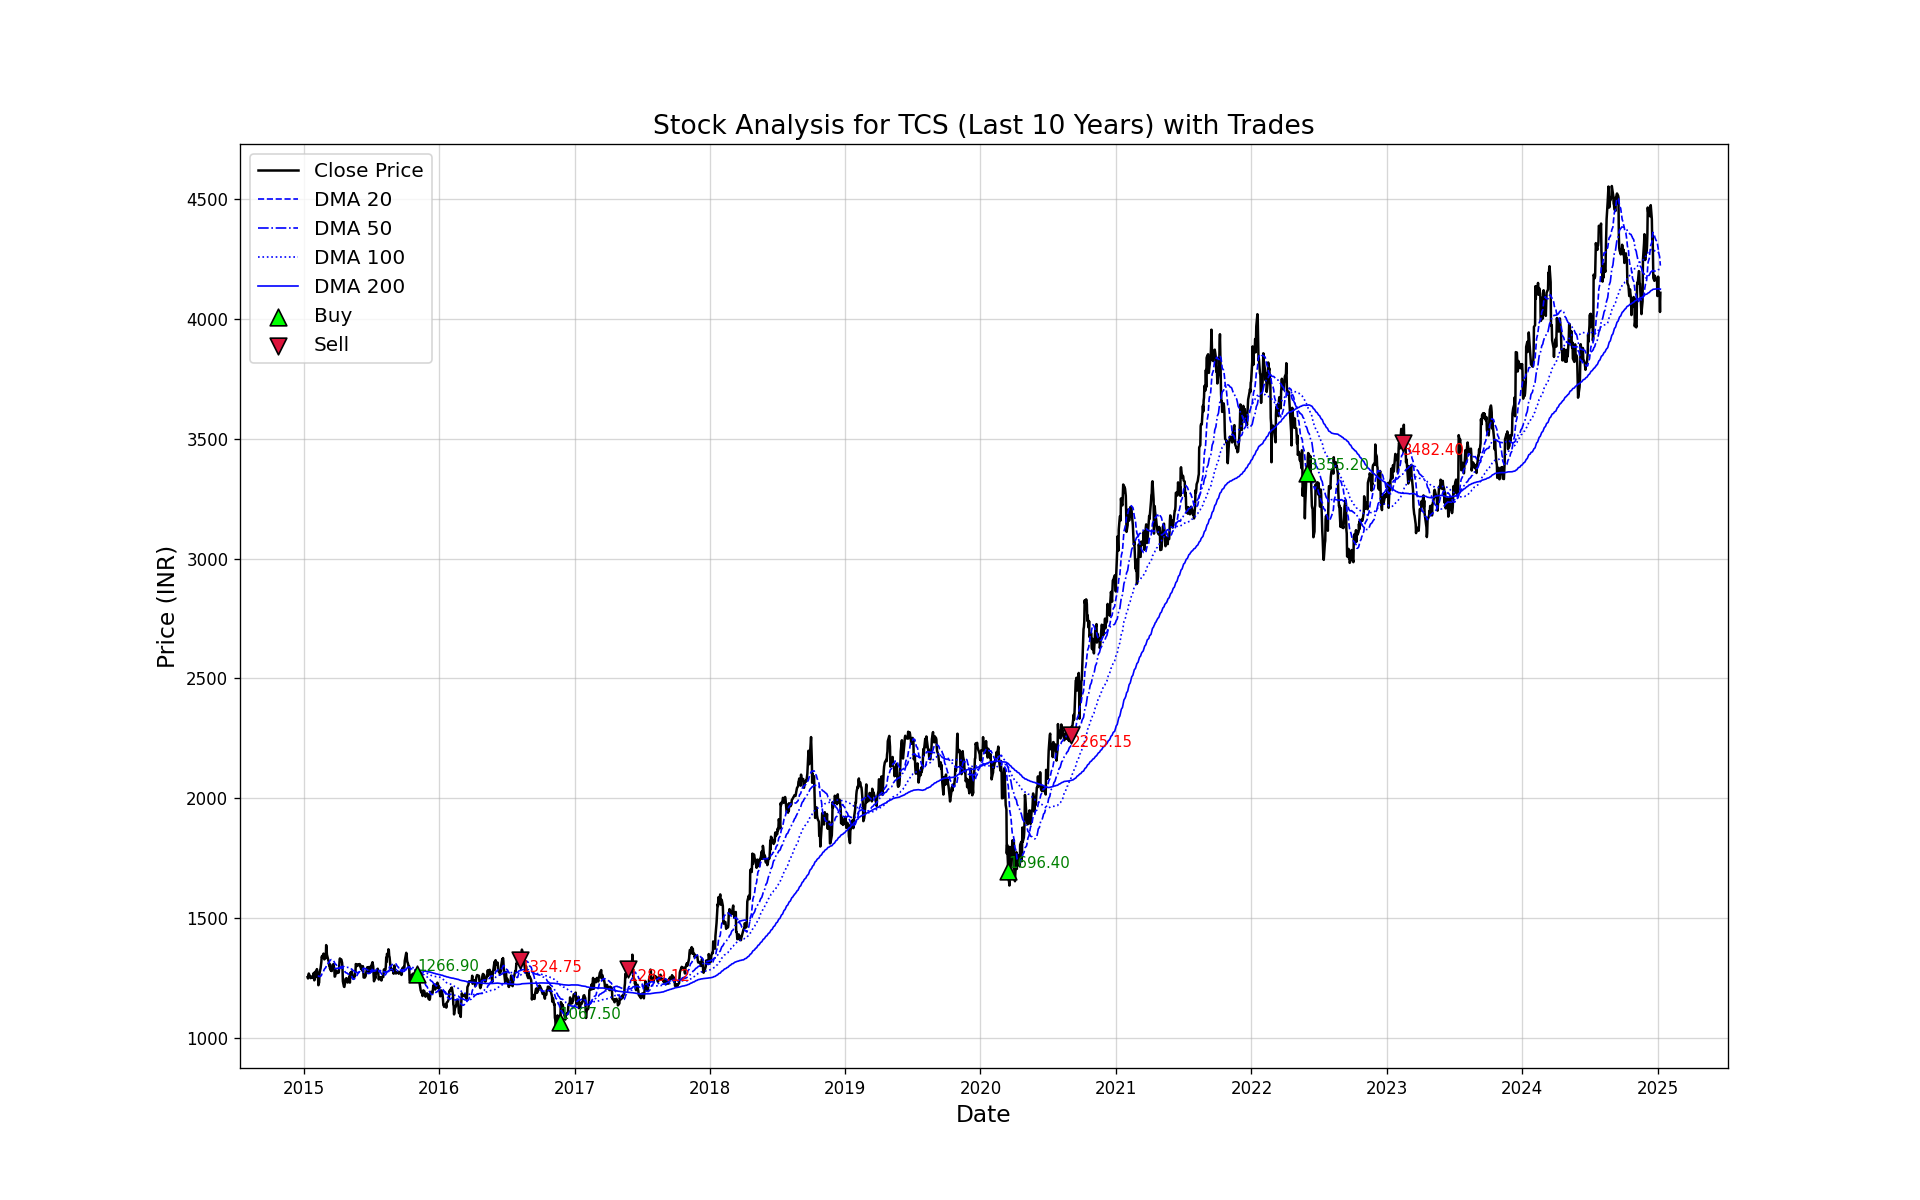 Stock Analysis for TCS (Last 10 Years) with Trades
Close Price
DMA 20
DMA 50
DMA 100
DMA 200
Buy
Sell
Price (INR)
4500
4000
3500
3000
2500
2000
1500
1000
1266.90
1324.75
1067.50
1696.40
2265.15
3355.20
3482.40
2015
2016
2017
2018
2019
2020
2021
2022
2023
2024
2025
Date